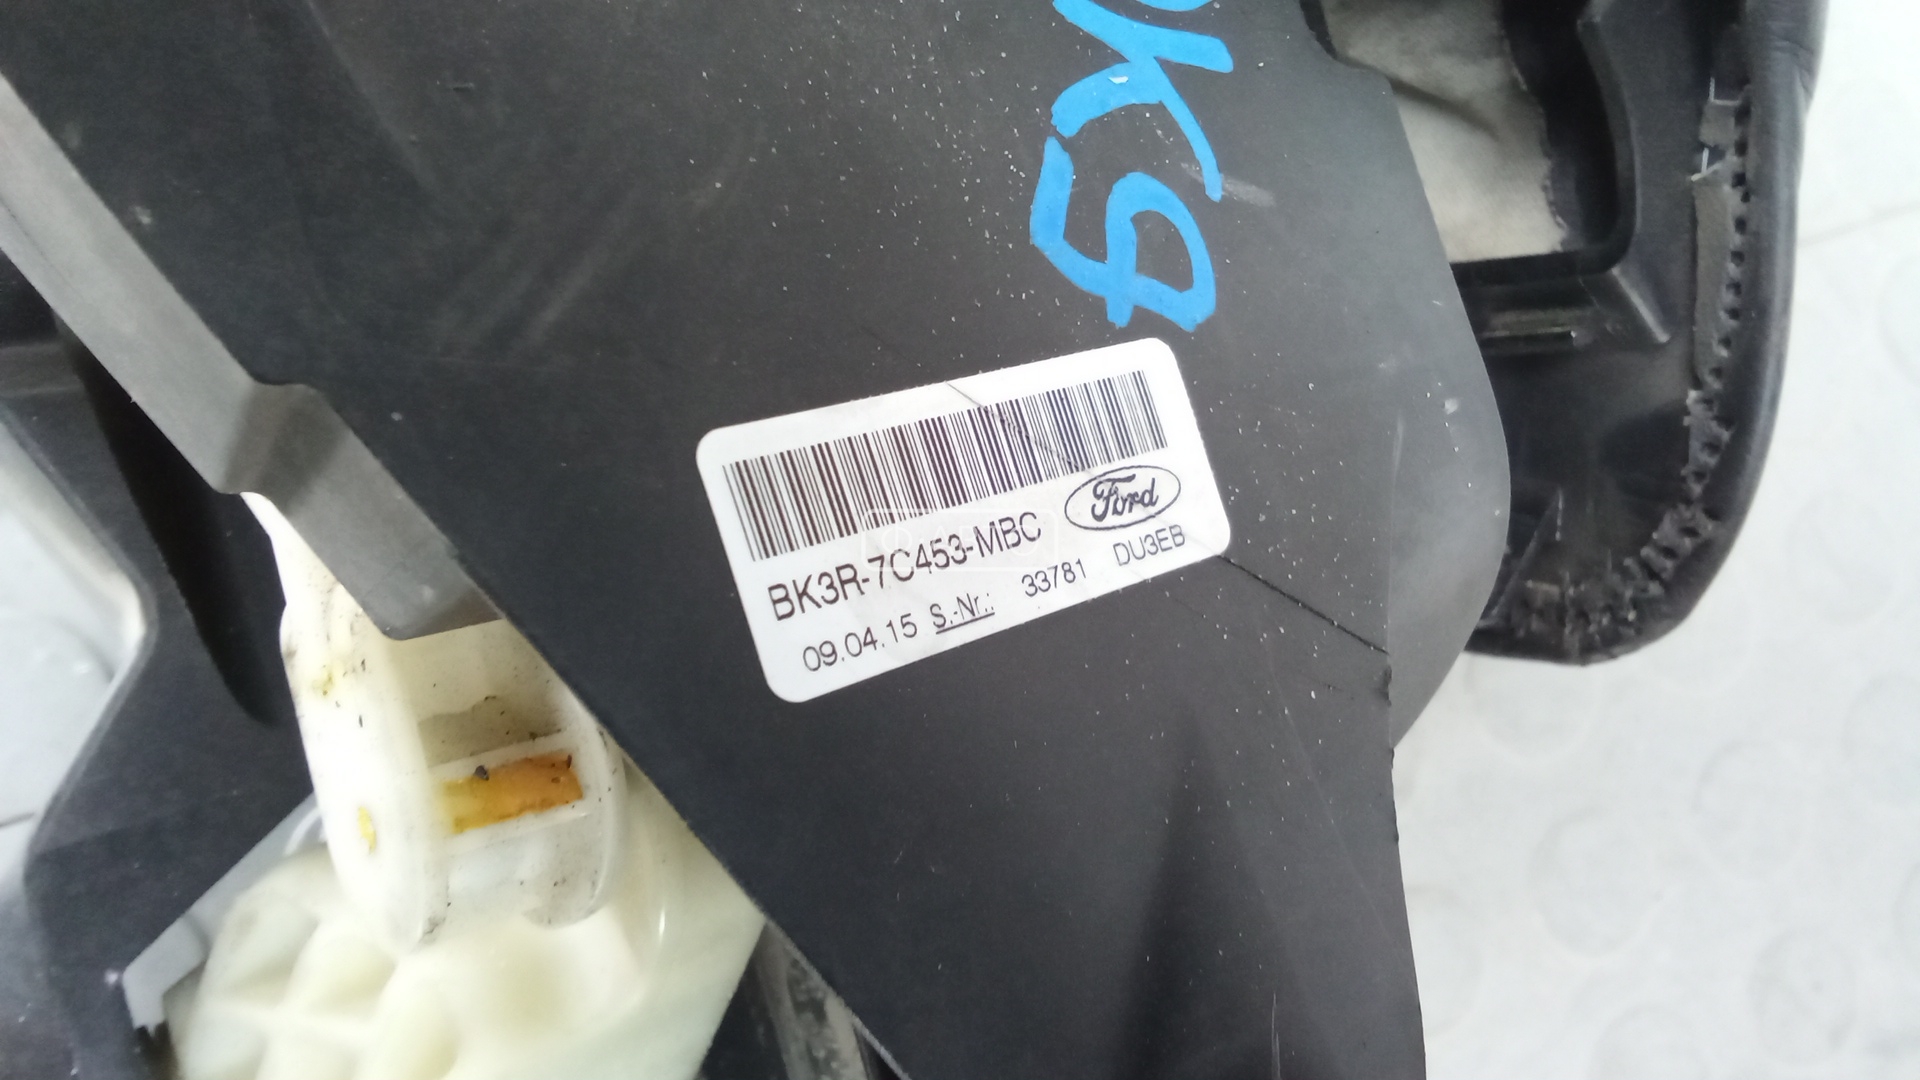 Ford
BK3R-7C453-MBC
09.04.15 S.-Nr.: 33781 DU3EB